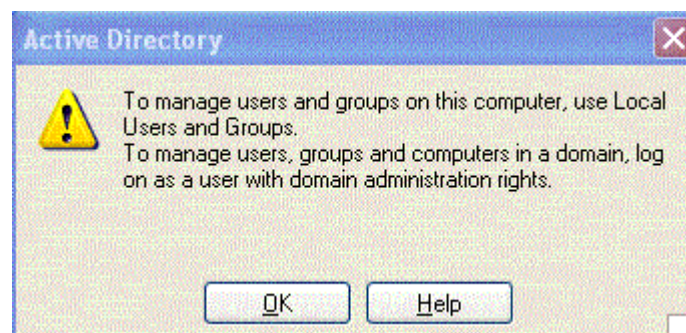 Active Directory
To manage users and groups on this computer, use Local
Users and Groups.
To manage users, groups and computers in a domain, log
on as a user with domain administration rights.
OK
Help